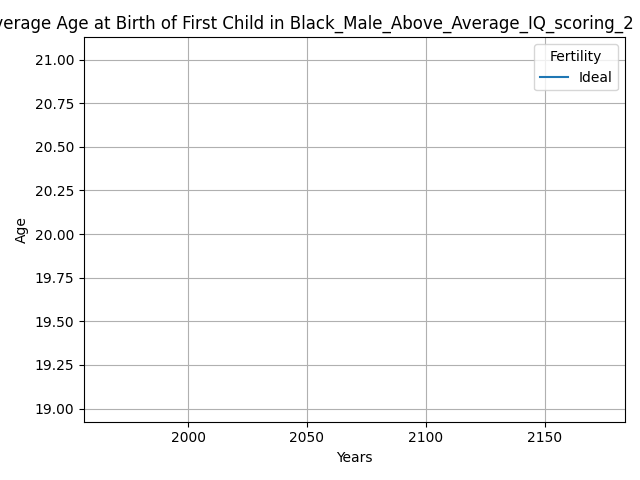 verage Age at Birth of First Child in Black_Male_Above_Average_IQ_scoring_2
21.00
Fertility
Ideal
20.75
20.50
20.25
20.00
Age
19.75
19.50
19.25
19.00
2000 2050 2100 2150
Years